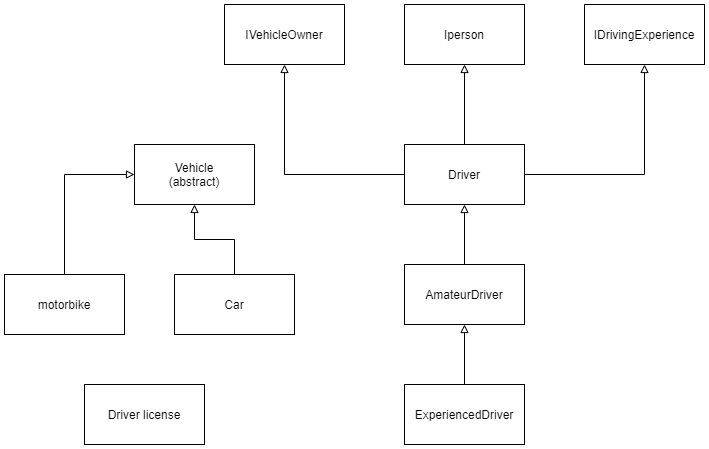 IVehicleOwner
Iperson
IDrivingExperience
Vehicle
(abstract)
Driver
motorbike
Car
AmateurDriver
Driver license
ExperiencedDriver